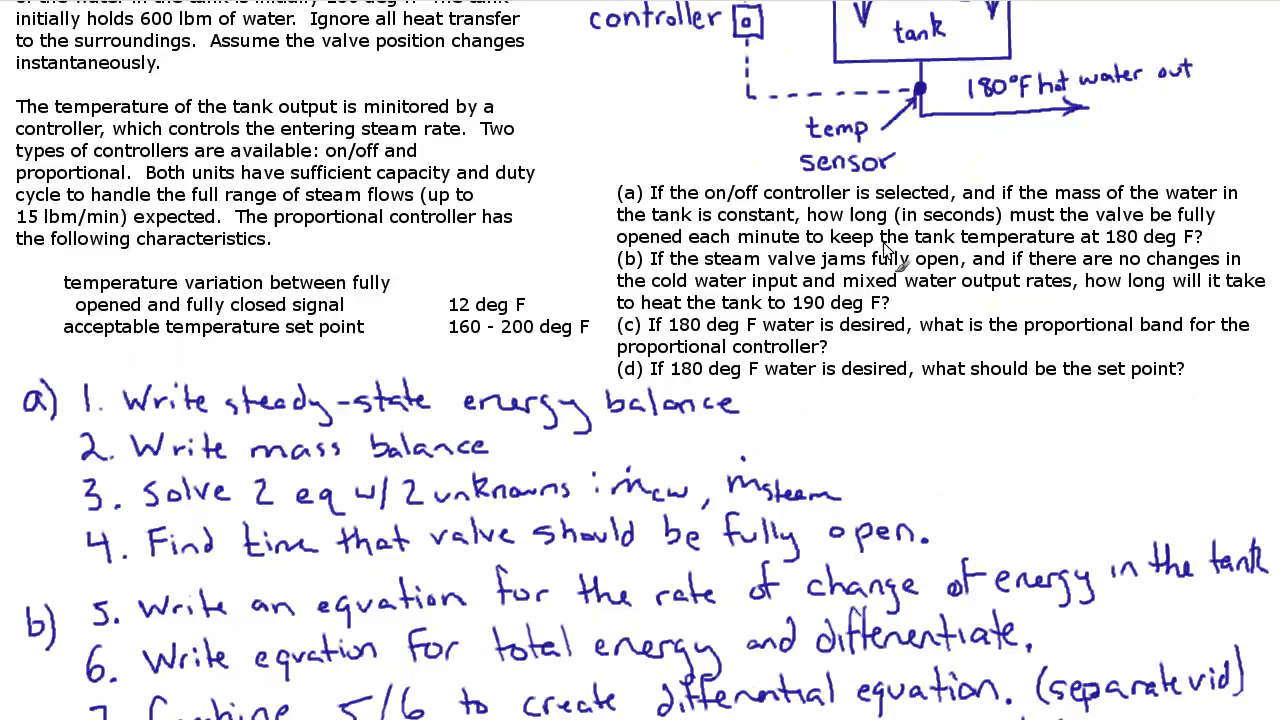 initially holds 600 lbm of water. Ignore all heat transfer
to the surroundings. Assume the valve position changes
instantaneously.
The temperature of the tank output is minitored by a
controller, which controls the entering steam rate. Two
types of controllers are available: on/off and
proportional. Both units have sufficient capacity and duty
cycle to handle the full range of steam flows (up to
15 lbm/min) expected. The proportional controller has
the following characteristics.
temperature variation between fully
opened and fully closed signal 12 deg F
acceptable temperature set point 160 - 200 deg F
controller
tank
180°F hot water out
temp
sensor
(a) If the on/off controller is selected, and if the mass of the water in
the tank is constant, how long (in seconds) must the valve be fully
opened each minute to keep the tank temperature at 180 deg F?
(b) If the steam valve jams fully open, and if there are no changes in
the cold water input and mixed water output rates, how long will it take
to heat the tank to 190 deg F?
(c) If 180 deg F water is desired, what is the proportional band for the
proportional controller?
(d) If 180 deg F water is desired, what should be the set point?
a) 1. Write steady-state energy balance
2. Write mass balance
3. Solve 2 eq w/ 2 unknowns : ṁcw, ṁsteam
4. Find time that valve should be fully open.
b) 5. Write an equation for the rate of change of energy in the tank
6. Write equation for total energy and differentiate.
7. Combine 5/6 to create differential equation. (separate vid)